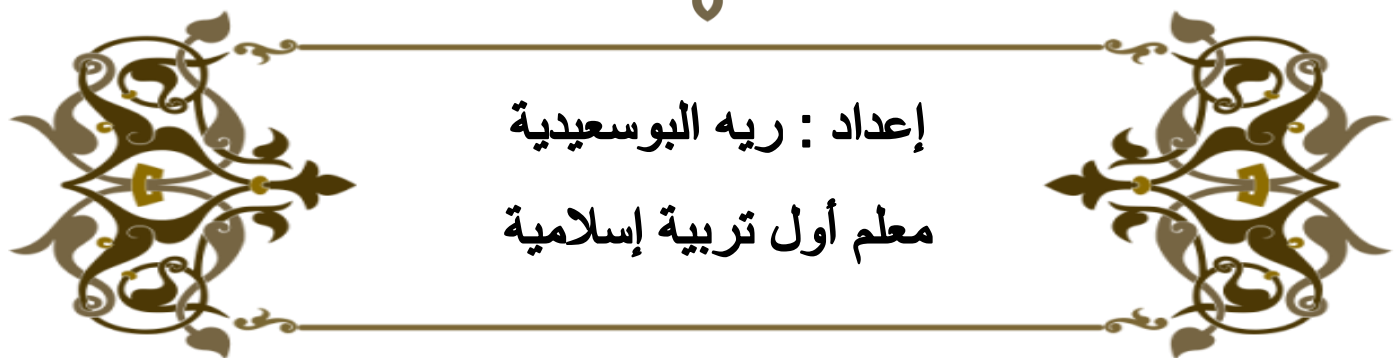 إعداد : ريه البوسعيدية
معلم أول تربية إسلامية